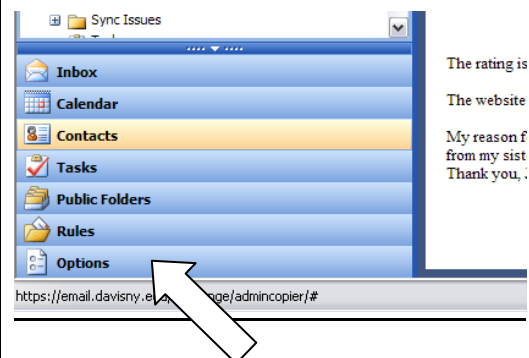 Sync Issues
Inbox
Calendar
Contacts
Tasks
Public Folders
Rules
Options
The rating is
The website
My reason
from my sist
Thank you,
https://email.davisny.e
nge/admincopier/#